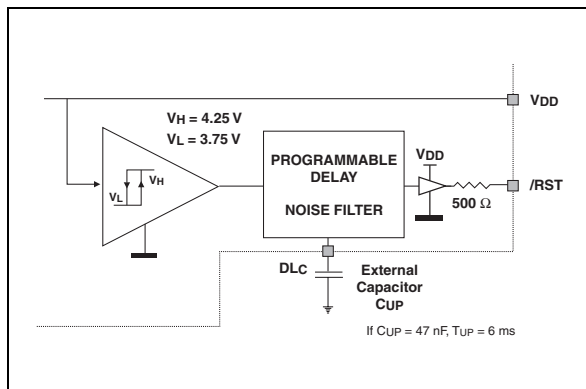 VDD
VH = 4.25 V
VL = 3.75 V
VH
VL
PROGRAMMABLE
DELAY
NOISE FILTER
VDD
/RST
500 Ω
DLC
External
Capacitor
CUP
If CUP = 47 nF, TUP = 6 ms